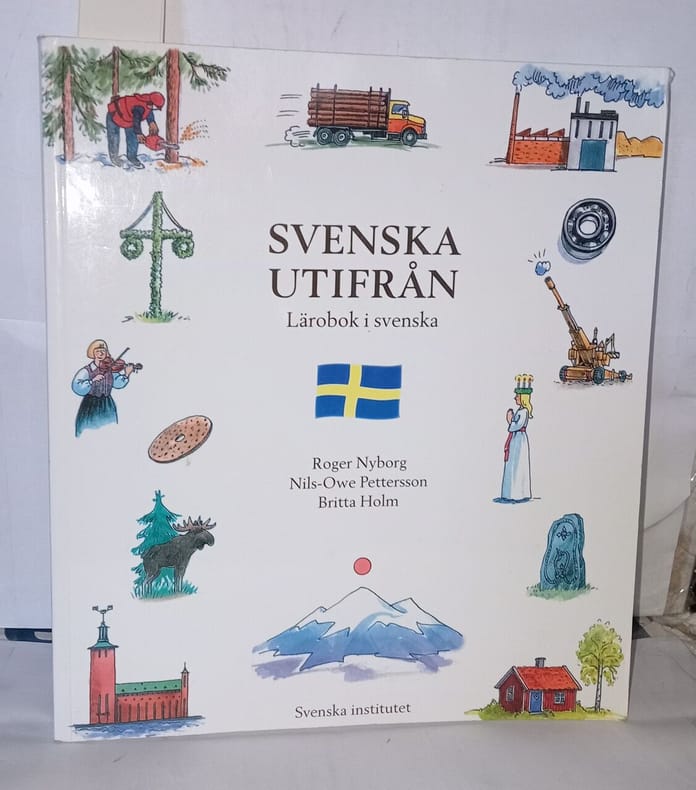 SVENSKA
UTIFRÅN
Lärobok i svenska
Roger Nyborg
Nils-Owe Pettersson
Britta Holm
Svenska institutet